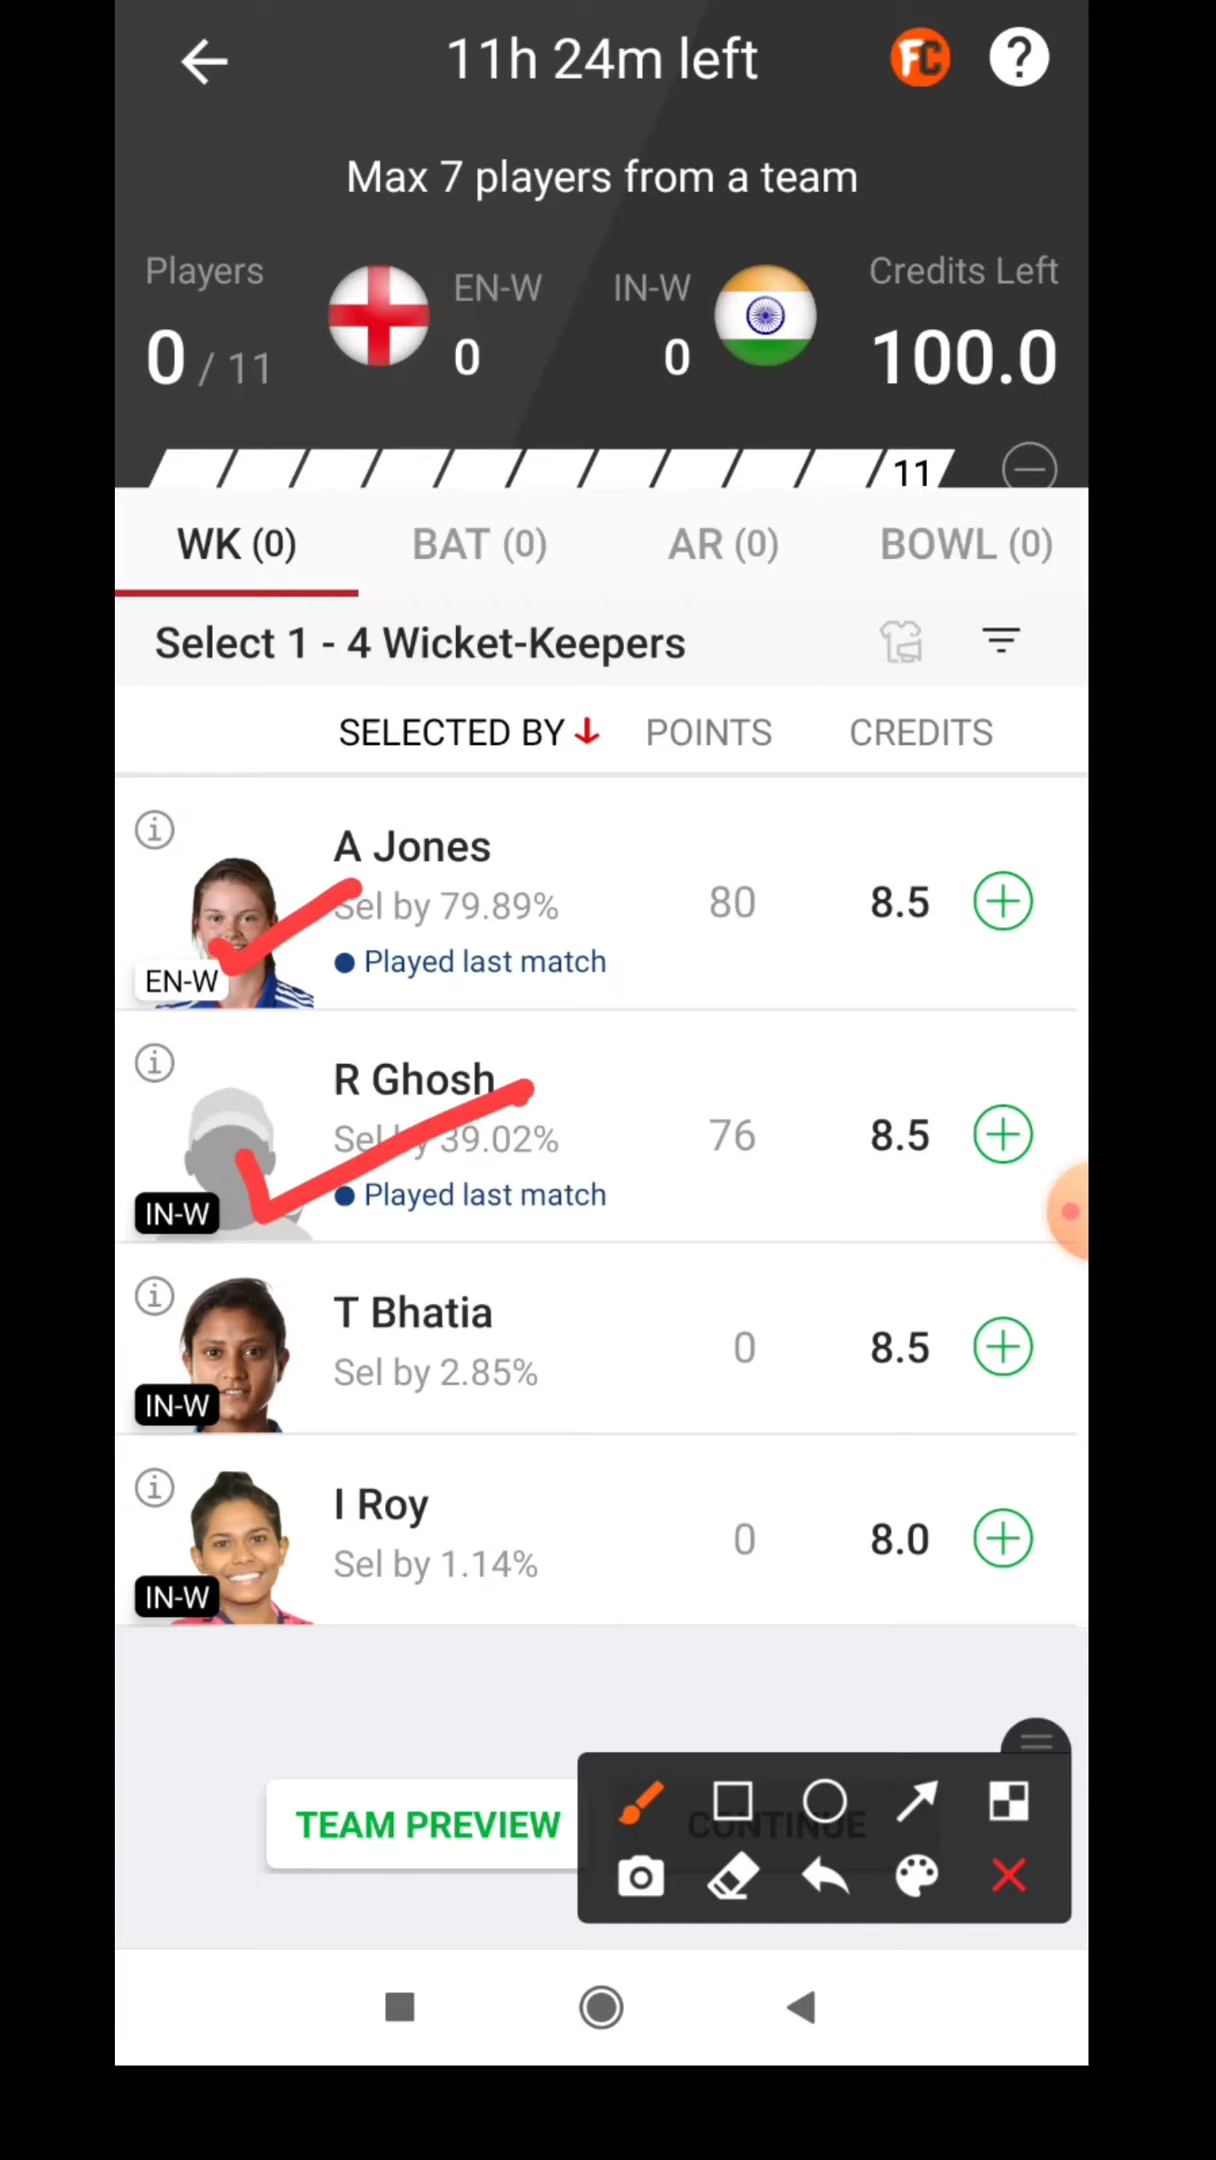 11h 24m left
FC
?
Max 7 players from a team
Players
EN-W
IN-W
Credits Left
0 / 11
0
0
100.0
11
WK (0)
BAT (0)
AR (0)
BOWL (0)
Select 1 - 4 Wicket-Keepers
SELECTED BY
POINTS
CREDITS
A Jones
Sel by 79.89%
80
8.5
Played last match
EN-W
R Ghosh
Sel by 39.02%
76
8.5
Played last match
IN-W
T Bhatia
Sel by 2.85%
0
8.5
IN-W
I Roy
Sel by 1.14%
0
8.0
IN-W
TEAM PREVIEW
CONTINUE